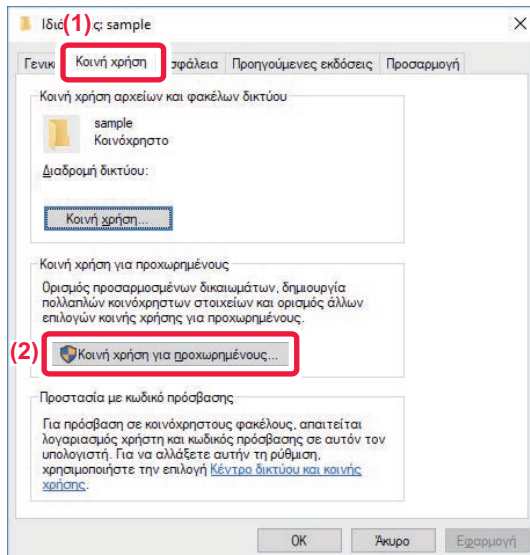 (1)
Ιδιό ς: sample
Γενικ Κοινή χρήση σφάλεια Προηγούμενες εκδόσεις Προσαρμογή
Κοινή χρήση αρχείων και φακέλων δικτύου
sample
Κοινόχρηστο
Διαδρομή δικτύου:
Κοινή χρήση...
Κοινή χρήση για προχωρημένους
Ορισμός προσαρμοσμένων δικαιωμάτων, δημιουργία
πολλαπλών κοινόχρηστων στοιχείων και ορισμός άλλων
επιλογών κοινής χρήσης για προχωρημένους.
(2) Κοινή χρήση για προχωρημένους...
Προστασία με κωδικό πρόσβασης
Για πρόσβαση σε κοινόχρηστους φακέλους, απαιτείται
λογαριασμός χρήστη και κωδικός πρόσβασης σε αυτόν τον
υπολογιστή. Για να αλλάξετε αυτήν τη ρύθμιση,
χρησιμοποιήστε την επιλογή Κέντρο δικτύου και κοινής
χρήσης.
OK Άκυρο Εφαρμογή